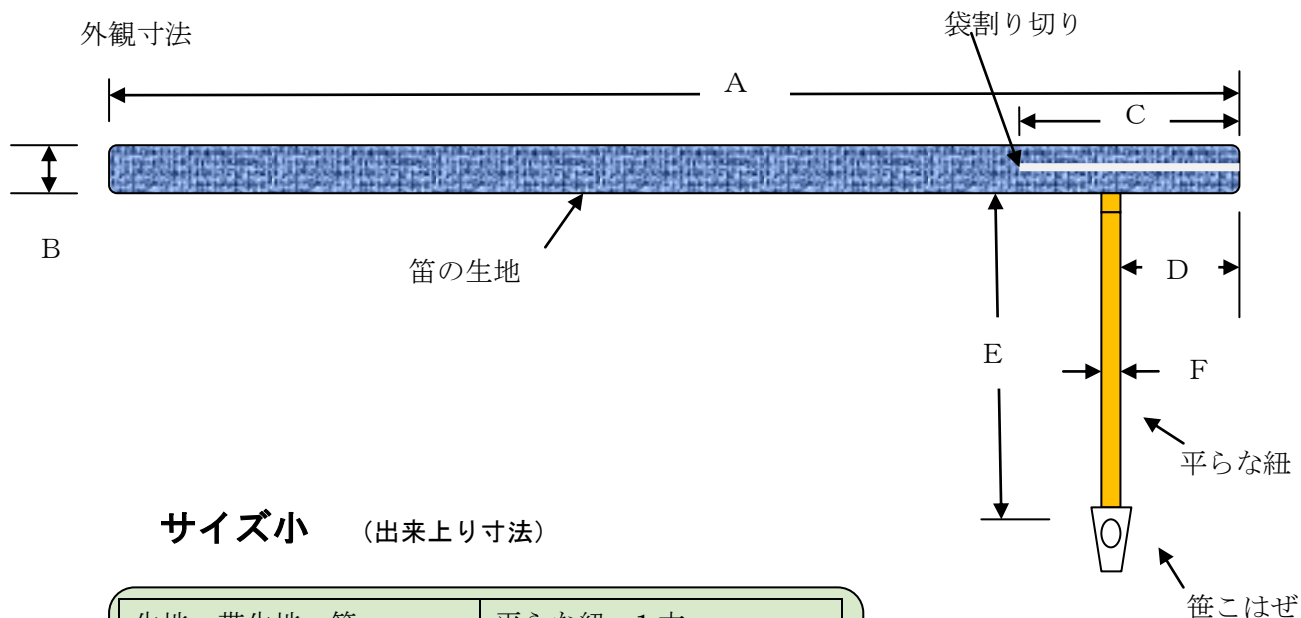 外観寸法
袋割り切り
A
C
B
笛の生地
D
E
F
平らな紐
サイズ小 （出来上り寸法）
笹こはぜ